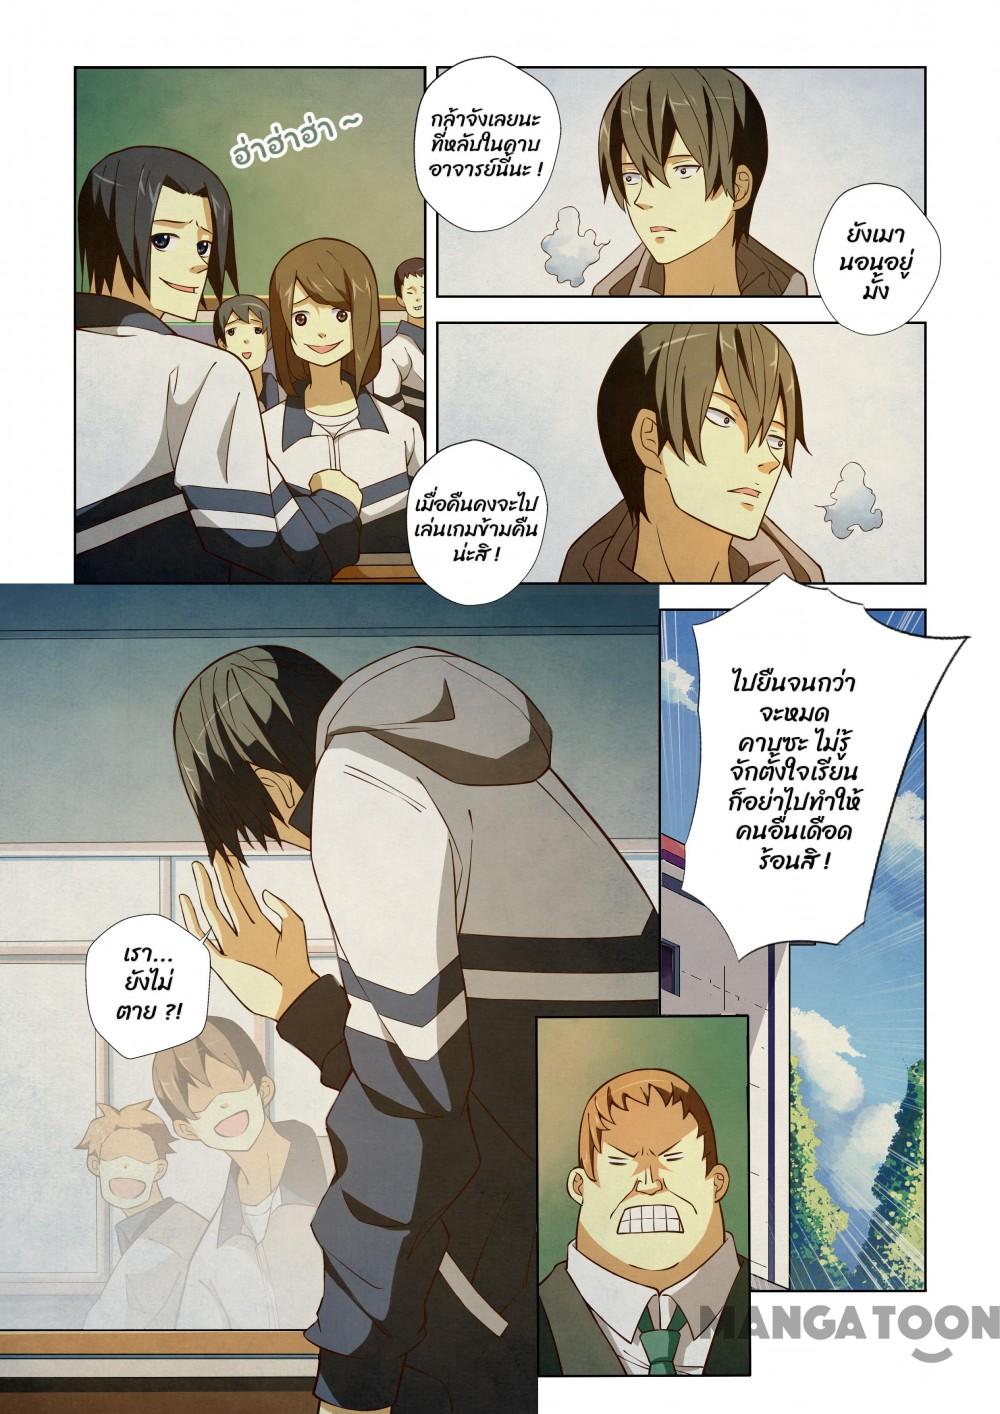 ฮ่าฮ่าฮ่า ~
กล้าจังเลยนะ
ที่หลับในคาบ
อาจารย์นี้นะ !
ยังเมา
นอนอยู่
มั้ง
เมื่อคืนคงจะไป
เล่นเกมข้ามคืน
น่ะสิ !
ไปยืนจนกว่า
จะหมด
คาบซะ ไม่รู้
จักตั้งใจเรียน
ก็อย่าไปทำให้
คนอื่นเดือด
ร้อนสิ !
เรา...
ยังไม่
ตาย ?!
MANGATOON